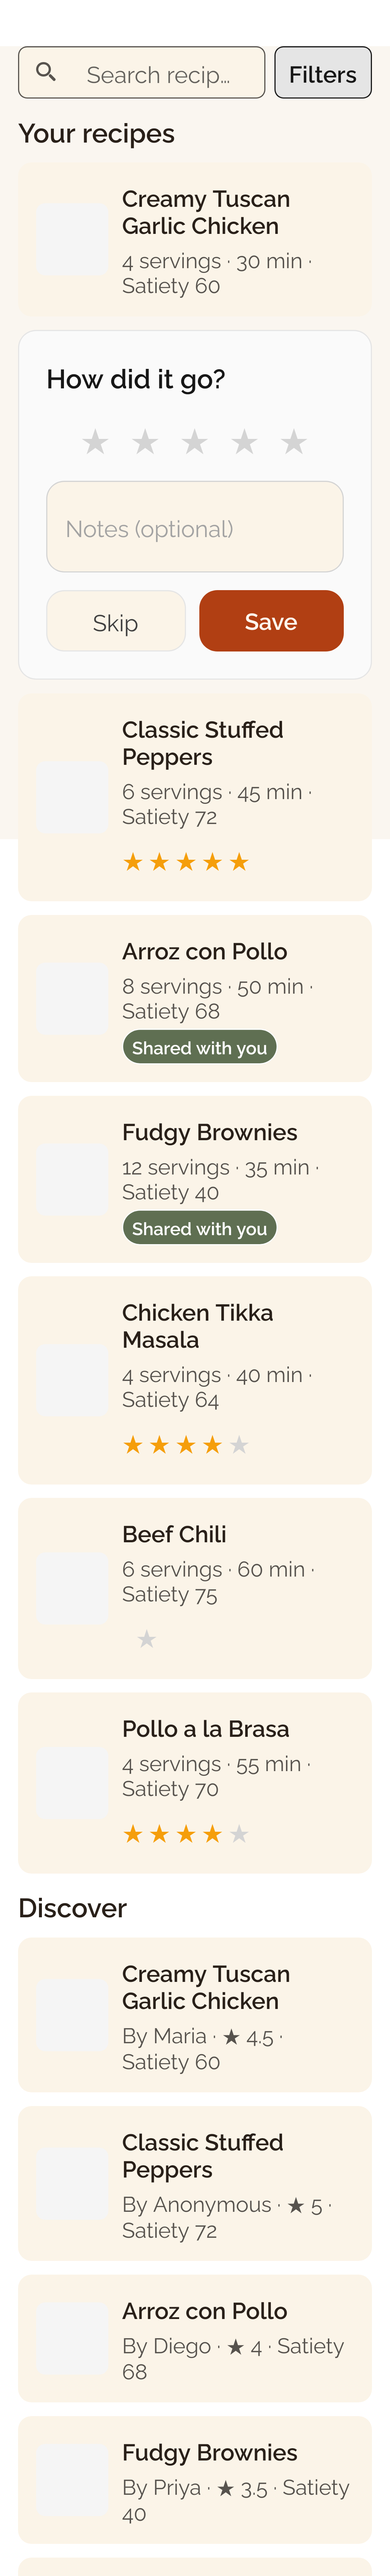 Search recip...
Filters
Your recipes
Creamy Tuscan
Garlic Chicken
4 servings · 30 min ·
Satiety 60
How did it go?
★ ★ ★ ★ ★
Notes (optional)
Skip
Save
Classic Stuffed
Peppers
6 servings · 45 min ·
Satiety 72
★ ★ ★ ★ ★
Arroz con Pollo
8 servings · 50 min ·
Satiety 68
Shared with you
Fudgy Brownies
12 servings · 35 min ·
Satiety 40
Shared with you
Chicken Tikka
Masala
4 servings · 40 min ·
Satiety 64
★ ★ ★ ★ ★
Beef Chili
6 servings · 60 min ·
Satiety 75
★
Pollo a la Brasa
4 servings · 55 min ·
Satiety 70
★ ★ ★ ★ ★
Discover
Creamy Tuscan
Garlic Chicken
By Maria · ★ 4.5 ·
Satiety 60
Classic Stuffed
Peppers
By Anonymous · ★ 5 ·
Satiety 72
Arroz con Pollo
By Diego · ★ 4 · Satiety
68
Fudgy Brownies
By Priya · ★ 3.5 · Satiety
40